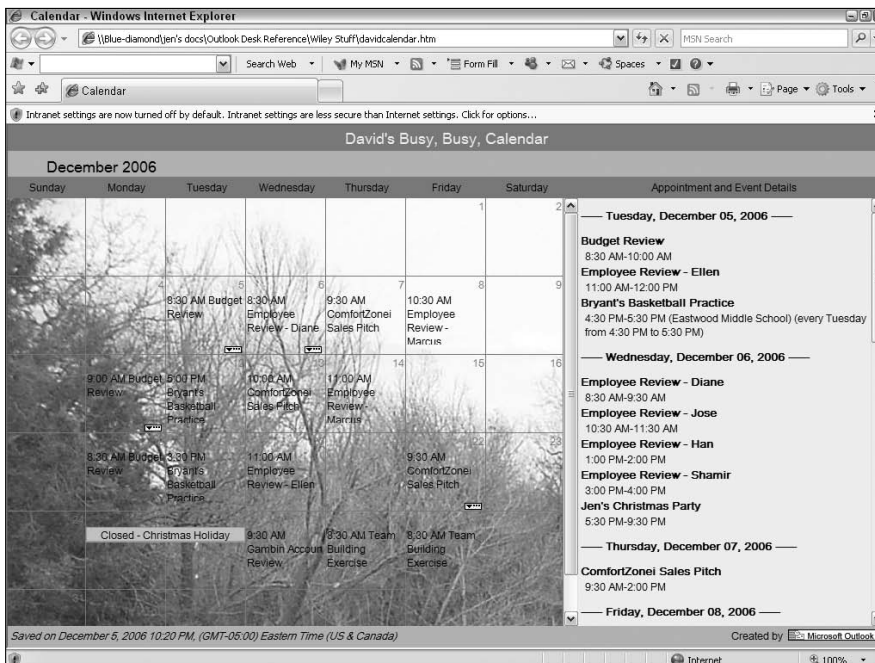 Calendar - Windows Internet Explorer
\\Blue-diamond\jen's docs\Outlook Desk Reference\Wiley Stuff\davidcalendar.htm
MSN Search
Search Web
My MSN
Form Fill
Spaces
Calendar
Page
Tools
Intranet settings are now turned off by default. Intranet settings are less secure than Internet settings. Click for options...
David's Busy, Busy, Calendar
December 2006
Sunday Monday Tuesday Wednesday Thursday Friday Saturday
1 2
4 5 6 7 8 9
8:30 AM Budget Review
8:30 AM Employee Review - Diane
9:30 AM ComfortZonei Sales Pitch
10:30 AM Employee Review - Marcus
13 14 15 16
9:00 AM Budget Review
5:00 PM Bryant's Basketball Practice
10:00 AM ComfortZonei Sales Pitch
11:00 AM Employee Review - Marcus
22 23
8:30 AM Budget Review
3:30 PM Bryant's Basketball Practice
11:00 AM Employee Review - Ellen
9:30 AM ComfortZonei Sales Pitch
Closed - Christmas Holiday
9:30 AM Gambin Accoun Review
8:30 AM Team Building Exercise
8:30 AM Team Building Exercise
Appointment and Event Details
Tuesday, December 05, 2006
Budget Review
8:30 AM-10:00 AM
Employee Review - Ellen
11:00 AM-12:00 PM
Bryant's Basketball Practice
4:30 PM-5:30 PM (Eastwood Middle School) (every Tuesday
from 4:30 PM to 5:30 PM)
Wednesday, December 06, 2006
Employee Review - Diane
8:30 AM-9:30 AM
Employee Review - Jose
10:30 AM-11:30 AM
Employee Review - Han
1:00 PM-2:00 PM
Employee Review - Shamir
3:00 PM-4:00 PM
Jen's Christmas Party
5:30 PM-9:30 PM
Thursday, December 07, 2006
ComfortZonei Sales Pitch
9:30 AM-2:00 PM
Friday, December 08, 2006
Saved on December 5, 2006 10:20 PM, (GMT-05:00) Eastern Time (US & Canada)
Created by Microsoft Outlook
Internet
100%